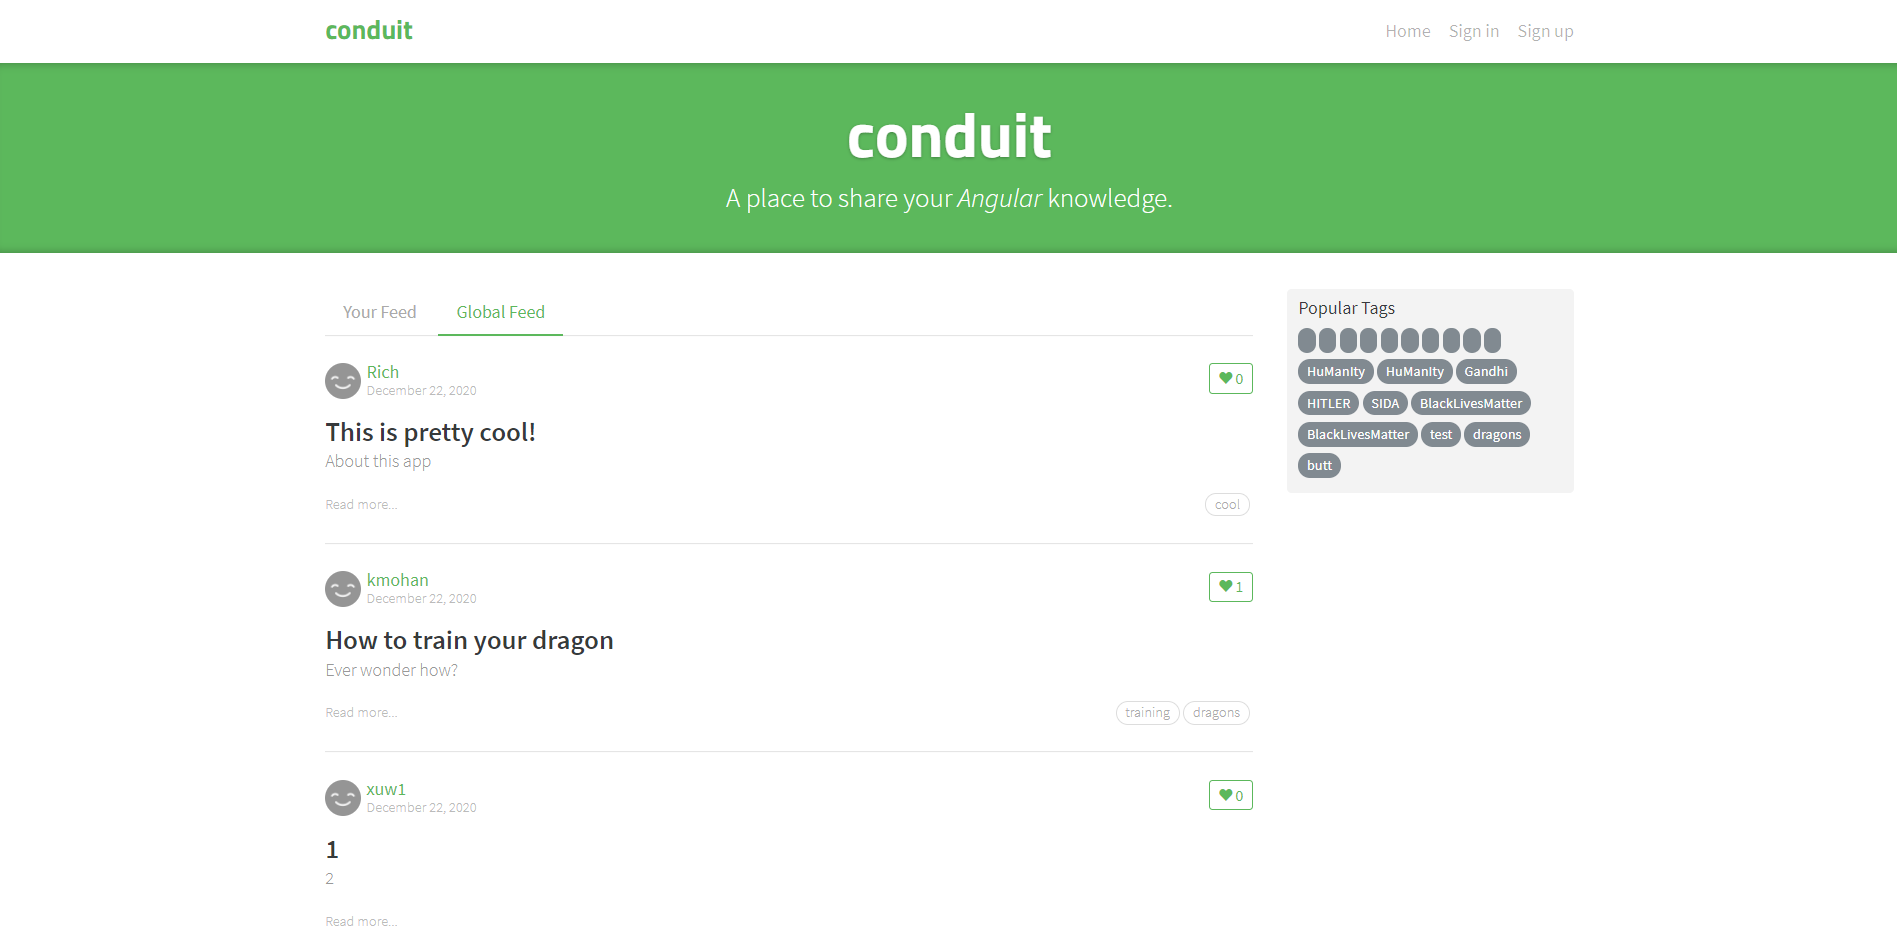 conduit
Home Sign in Sign up
conduit
A place to share your Angular knowledge.
Your Feed Global Feed
Rich
December 22, 2020
0
This is pretty cool!
About this app
Read more...
cool
kmohan
December 22, 2020
1
How to train your dragon
Ever wonder how?
Read more...
training dragons
xuw1
December 22, 2020
0
1
2
Read more...
Popular Tags
HuManIty HuManIty Gandhi
HITLER SIDA BlackLivesMatter
BlackLivesMatter test dragons
butt